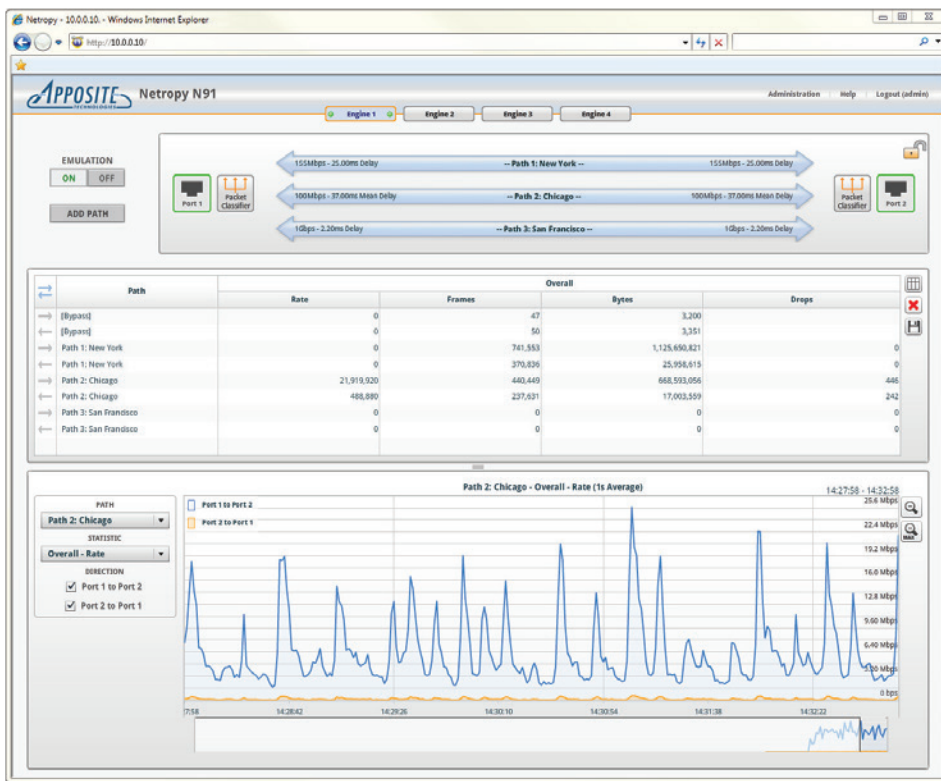 Netropy - 10.0.0.10. - Windows Internet Explorer
http://10.0.0.10/
APPOSITE TECHNOLOGIES
Netropy N91
Administration Help Logout (admin)
Engine 1 Engine 2 Engine 3 Engine 4
EMULATION
ON OFF
ADD PATH
Port 1
Packet Classifier
155Mbps - 25.00ms Delay -- Path 1: New York -- 155Mbps - 25.00ms Delay
100Mbps - 37.00ms Mean Delay -- Path 2: Chicago -- 100Mbps - 37.00ms Mean Delay
1Gbps - 2.20ms Delay -- Path 3: San Francisco -- 1Gbps - 2.20ms Delay
Packet Classifier
Port 2
Path Overall
Rate Frames Bytes Drops
[Bypass] 0 47 3,200
[Bypass] 0 50 3,351
Path 1: New York 0 741,553 1,125,650,821 0
Path 1: New York 0 370,836 25,958,615 0
Path 2: Chicago 21,919,920 440,449 668,593,056 446
Path 2: Chicago 488,880 237,631 17,003,559 242
Path 3: San Francisco 0 0 0 0
Path 3: San Francisco 0 0 0 0
PATH
Path 2: Chicago
STATISTIC
Overall - Rate
DIRECTION
Port 1 to Port 2
Port 2 to Port 1
Path 2: Chicago - Overall - Rate (1s Average)
14:27:58 - 14:32:58
Port 1 to Port 2
Port 2 to Port 1
25.6 Mbps
22.4 Mbps
19.2 Mbps
16.0 Mbps
12.8 Mbps
9.60 Mbps
6.40 Mbps
3.20 Mbps
0 bps
MAX
7:58 14:28:42 14:29:26 14:30:10 14:30:54 14:31:38 14:32:22